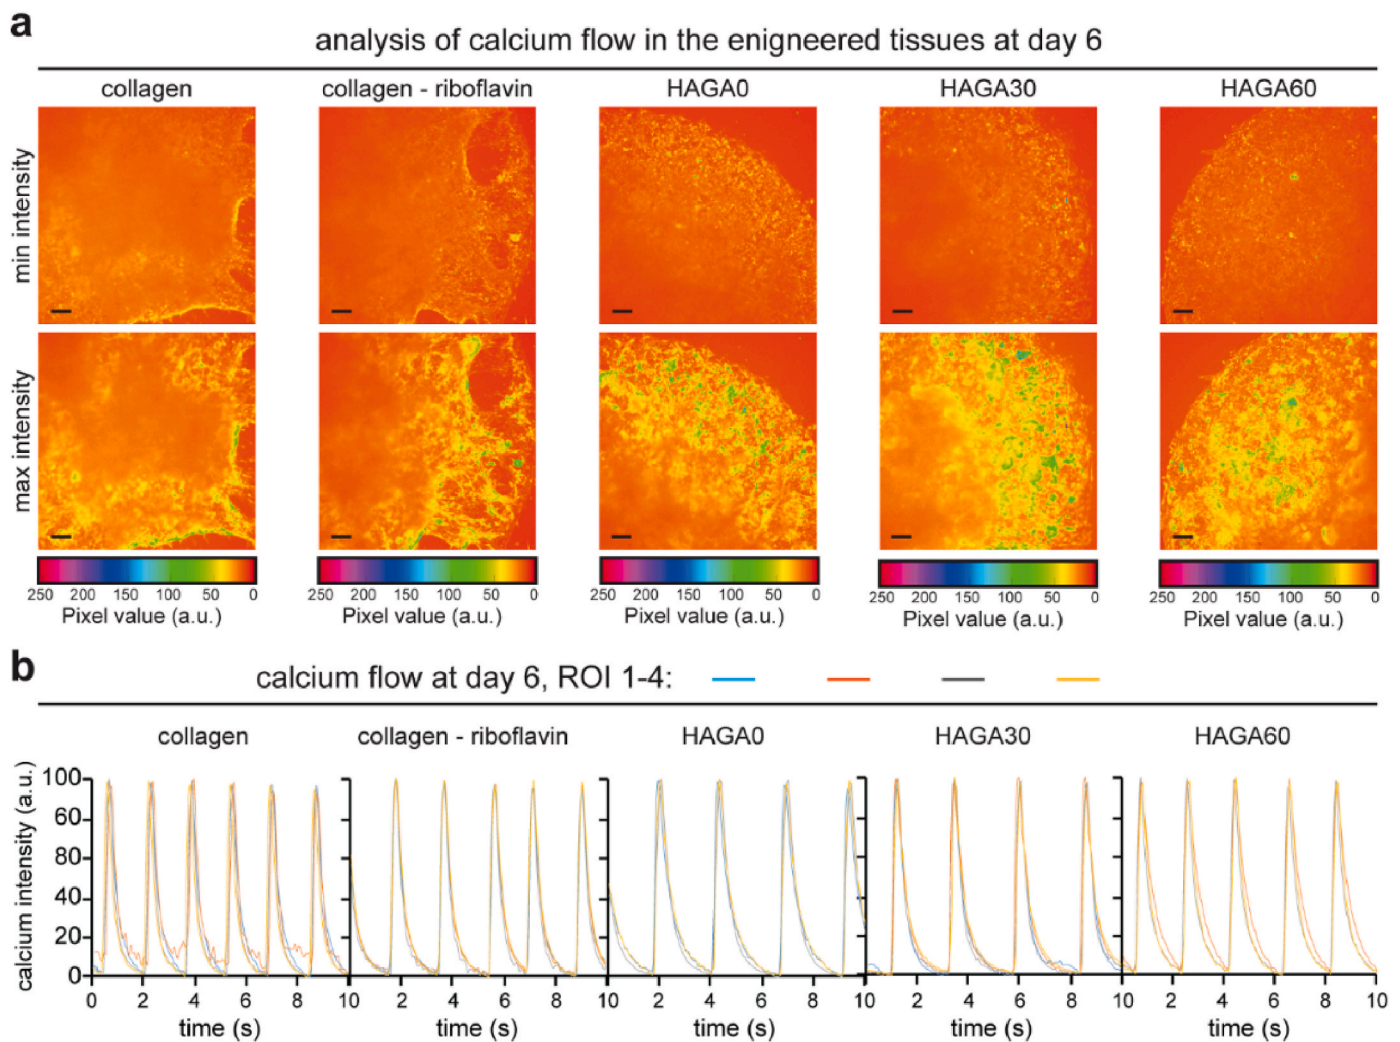 a
analysis of calcium flow in the enigneered tissues at day 6
collagen collagen - riboflavin HAGA0 HAGA30 HAGA60
min intensity
max intensity
250 200 150 100 50 0 250 200 150 100 50 0 250 200 150 100 50 0 250 200 150 100 50 0 250 200 150 100 50 0
Pixel value (a.u.) Pixel value (a.u.) Pixel value (a.u.) Pixel value (a.u.) Pixel value (a.u.)
b
calcium flow at day 6, ROI 1-4:
collagen collagen - riboflavin HAGA0 HAGA30 HAGA60
calcium intensity (a.u.)
100
60
80
40
20
0
0 2 4 6 8 10 2 4 6 8 10 2 4 6 8 10 2 4 6 8 10 2 4 6 8 10
time (s) time (s) time (s) time (s) time (s)